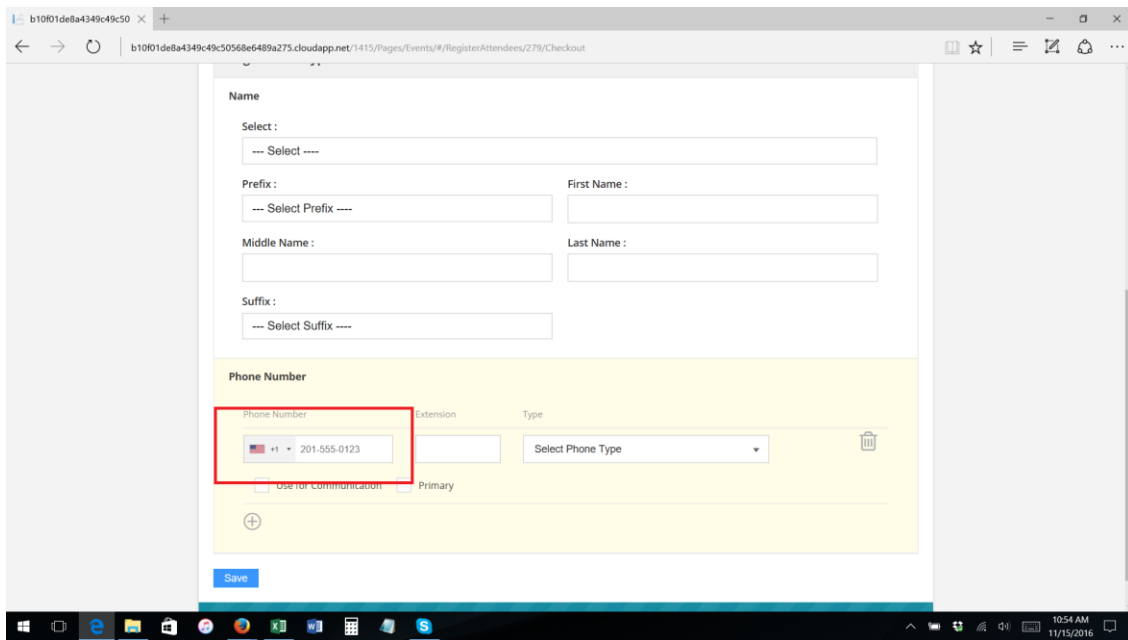 b10f01de8a4349c49c50
b10f01de8a4349c49c50568e6489a275.cloudapp.net/1415/Pages/Events/#/RegisterAttendees/279/Checkout
Name
Select :
--- Select ----
Prefix : First Name :
--- Select Prefix ----
Middle Name : Last Name :
Suffix :
--- Select Suffix ----
Phone Number
Phone Number Extension Type
+1 201-555-0123 Select Phone Type
Use for Communication Primary
Save
10:54 AM
11/15/2016